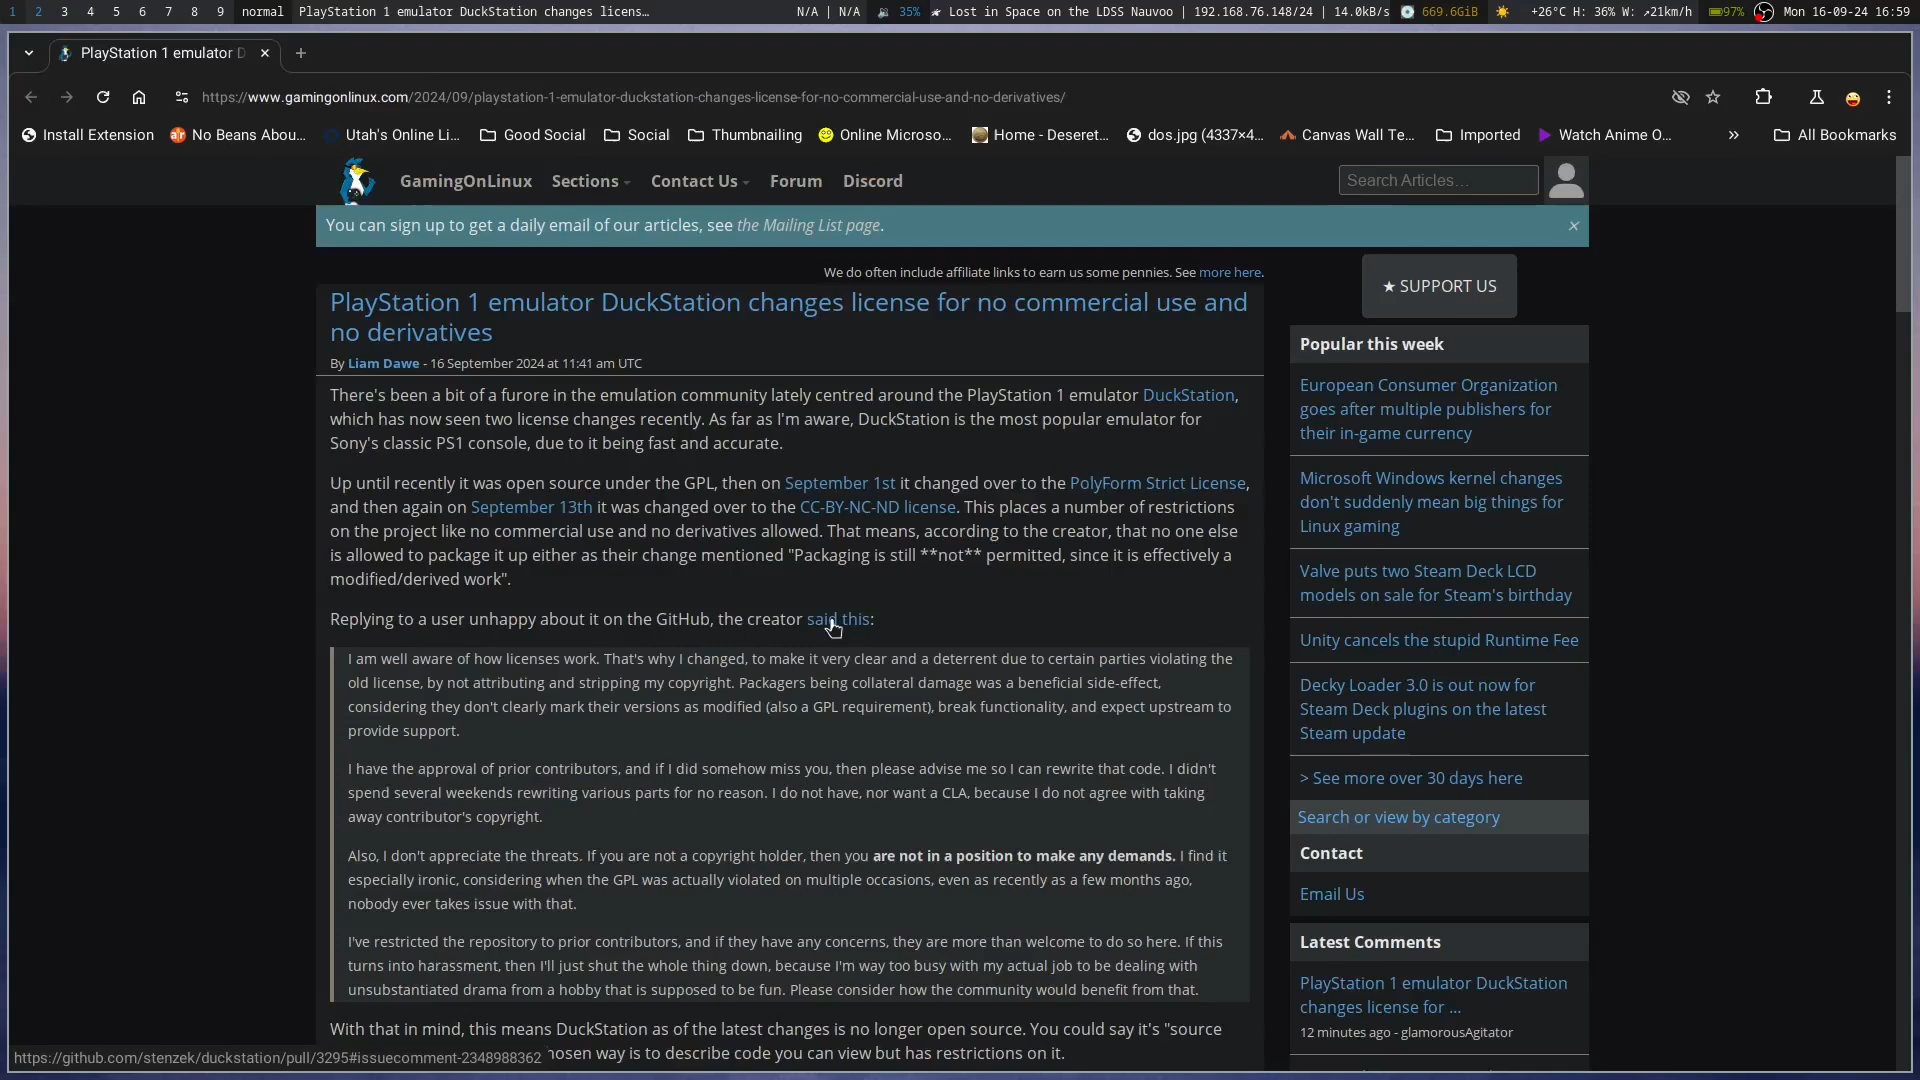 1 2 3 4 5 6 7 8 9 normal PlayStation 1 emulator DuckStation changes licens… N/A | N/A 35% Lost in Space on the LDSS Nauvoo | 192.168.76.148/24 | 14.0kB/s 669.6GiB +26°C H: 36% W: ↗21km/h 97% Mon 16-09-24 16:59
PlayStation 1 emulator D
https://www.gamingonlinux.com/2024/09/playstation-1-emulator-duckstation-changes-license-for-no-commercial-use-and-no-derivatives/
Install Extension No Beans Abou… Utah's Online Li… Good Social Social Thumbnailing Online Microso… Home - Deseret… dos.jpg (4337×4… Canvas Wall Te… Imported Watch Anime O… » All Bookmarks
GamingOnLinux Sections Contact Us Forum Discord Search Articles…
You can sign up to get a daily email of our articles, see the Mailing List page. ×
We do often include affiliate links to earn us some pennies. See more here.
PlayStation 1 emulator DuckStation changes license for no commercial use and
no derivatives
By Liam Dawe - 16 September 2024 at 11:41 am UTC
There's been a bit of a furore in the emulation community lately centred around the PlayStation 1 emulator DuckStation,
which has now seen two license changes recently. As far as I'm aware, DuckStation is the most popular emulator for
Sony's classic PS1 console, due to it being fast and accurate.
Up until recently it was open source under the GPL, then on September 1st it changed over to the PolyForm Strict License,
and then again on September 13th it was changed over to the CC-BY-NC-ND license. This places a number of restrictions
on the project like no commercial use and no derivatives allowed. That means, according to the creator, that no one else
is allowed to package it up either as their change mentioned "Packaging is still **not** permitted, since it is effectively a
modified/derived work".
Replying to a user unhappy about it on the GitHub, the creator said this:
I am well aware of how licenses work. That's why I changed, to make it very clear and a deterrent due to certain parties violating the
old license, by not attributing and stripping my copyright. Packagers being collateral damage was a beneficial side-effect,
considering they don't clearly mark their versions as modified (also a GPL requirement), break functionality, and expect upstream to
provide support.
I have the approval of prior contributors, and if I did somehow miss you, then please advise me so I can rewrite that code. I didn't
spend several weekends rewriting various parts for no reason. I do not have, nor want a CLA, because I do not agree with taking
away contributor's copyright.
Also, I don't appreciate the threats. If you are not a copyright holder, then you are not in a position to make any demands. I find it
especially ironic, considering when the GPL was actually violated on multiple occasions, even as recently as a few months ago,
nobody ever takes issue with that.
I've restricted the repository to prior contributors, and if they have any concerns, they are more than welcome to do so here. If this
turns into harassment, then I'll just shut the whole thing down, because I'm way too busy with my actual job to be dealing with
unsubstantiated drama from a hobby that is supposed to be fun. Please consider how the community would benefit from that.
With that in mind, this means DuckStation as of the latest changes is no longer open source. You could say it's "source
hosen way is to describe code you can view but has restrictions on it.
https://github.com/stenzek/duckstation/pull/3295#issuecomment-2348988362
★ SUPPORT US
Popular this week
European Consumer Organization
goes after multiple publishers for
their in-game currency
Microsoft Windows kernel changes
don't suddenly mean big things for
Linux gaming
Valve puts two Steam Deck LCD
models on sale for Steam's birthday
Unity cancels the stupid Runtime Fee
Decky Loader 3.0 is out now for
Steam Deck plugins on the latest
Steam update
> See more over 30 days here
Search or view by category
Contact
Email Us
Latest Comments
PlayStation 1 emulator DuckStation
changes license for ...
12 minutes ago - glamorousAgitator